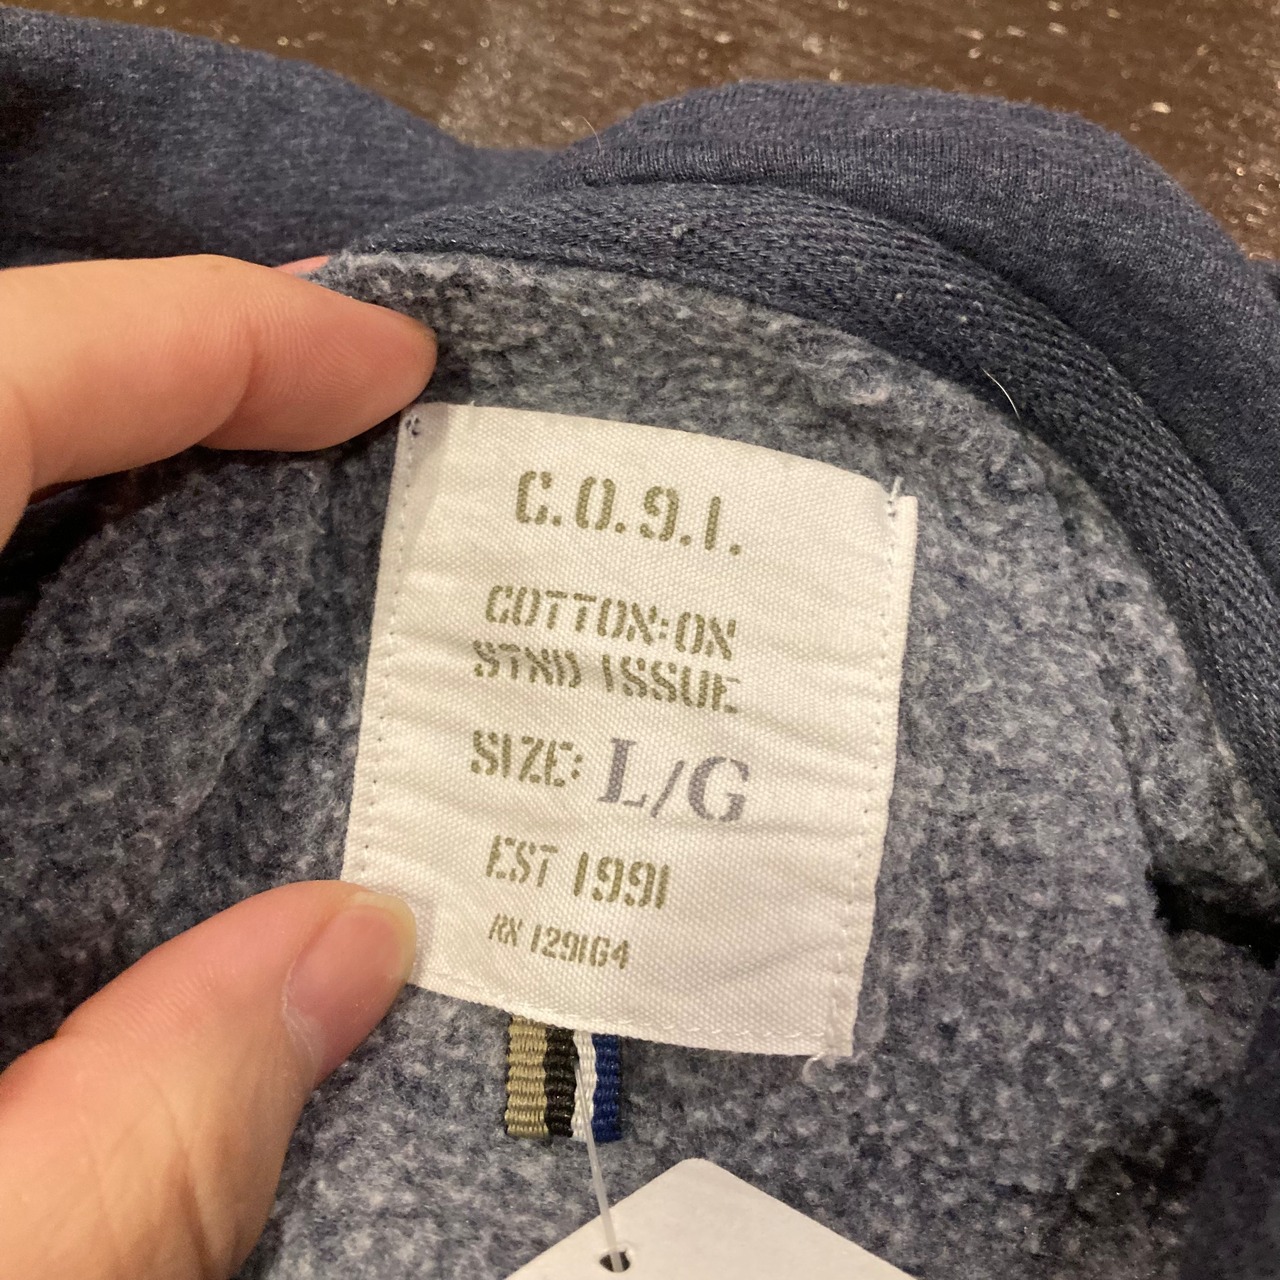 C.O.9.1.
COTTON:ON
STND ISSUE
SIZE: L/G
EST 1991
RN 129164